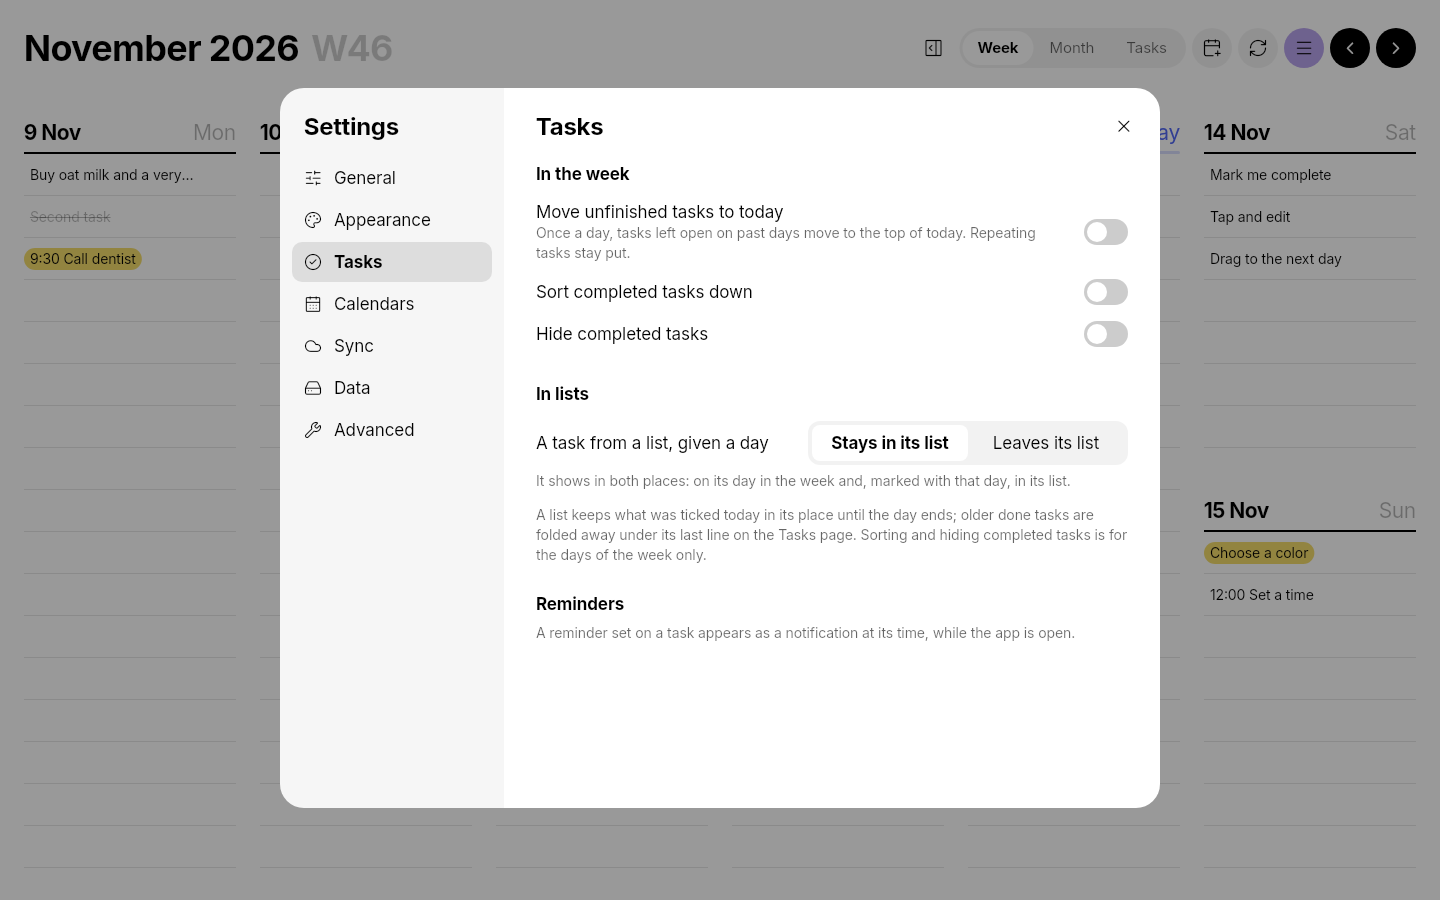 November 2026 W46
Week
Month
Tasks
9 Nov
Mon
Buy oat milk and a very...
Second task
9:30 Call dentist
10
Settings
General
Appearance
Tasks
Calendars
Sync
Data
Advanced
Tasks
In the week
Move unfinished tasks to today
Once a day, tasks left open on past days move to the top of today. Repeating
tasks stay put.
Sort completed tasks down
Hide completed tasks
In lists
A task from a list, given a day
Stays in its list
Leaves its list
It shows in both places: on its day in the week and, marked with that day, in its list.
A list keeps what was ticked today in its place until the day ends; older done tasks are
folded away under its last line on the Tasks page. Sorting and hiding completed tasks is for
the days of the week only.
Reminders
A reminder set on a task appears as a notification at its time, while the app is open.
ay
14 Nov
Sat
Mark me complete
Tap and edit
Drag to the next day
15 Nov
Sun
Choose a color
12:00 Set a time